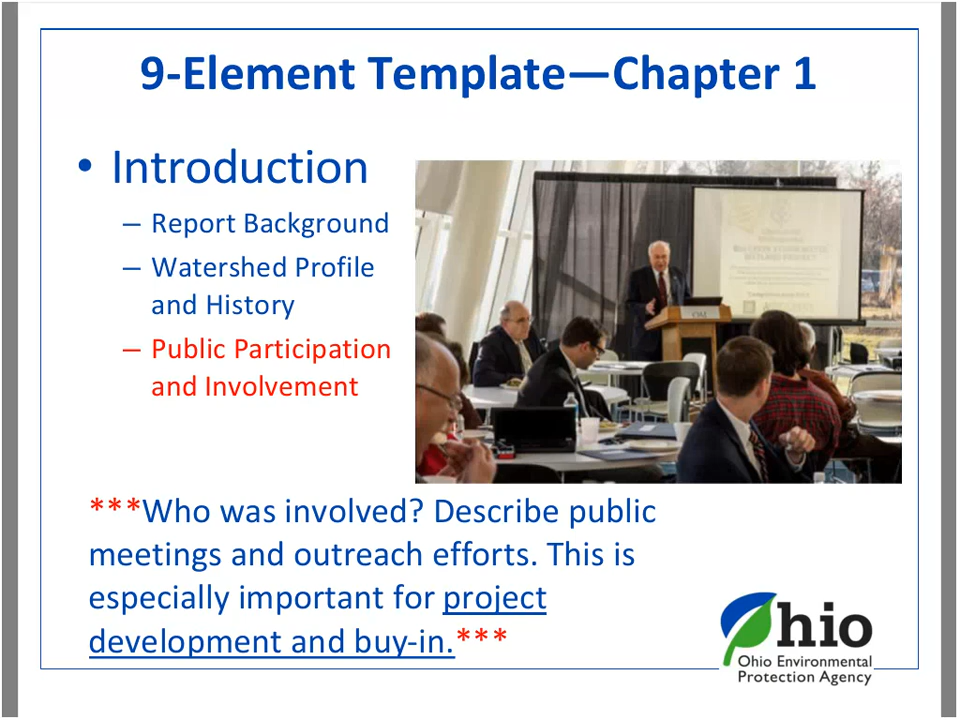 9-Element Template—Chapter 1
• Introduction
– Report Background
– Watershed Profile
and History
– Public Participation
and Involvement
***Who was involved? Describe public
meetings and outreach efforts. This is
especially important for project
development and buy-in.***
Ohio
Ohio Environmental
Protection Agency